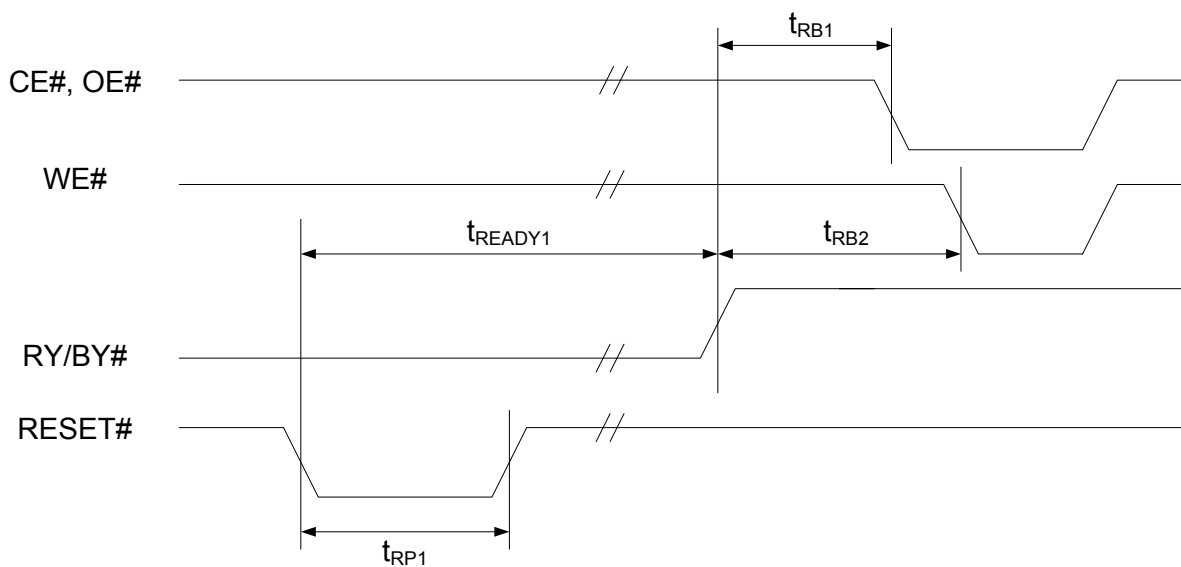 tRB1
CE#, OE#
WE#
tREADY1
tRB2
RY/BY#
RESET#
tRP1